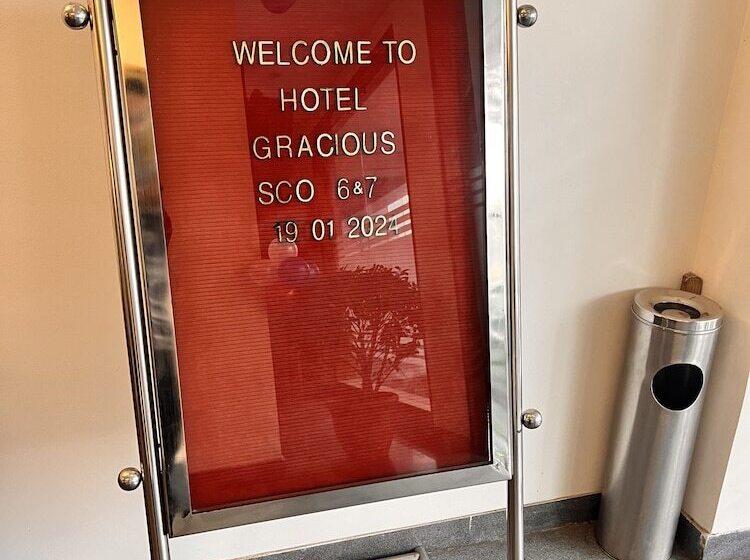 WELCOME TO
HOTEL
GRACIOUS
SCO 6&7
19 01 2024